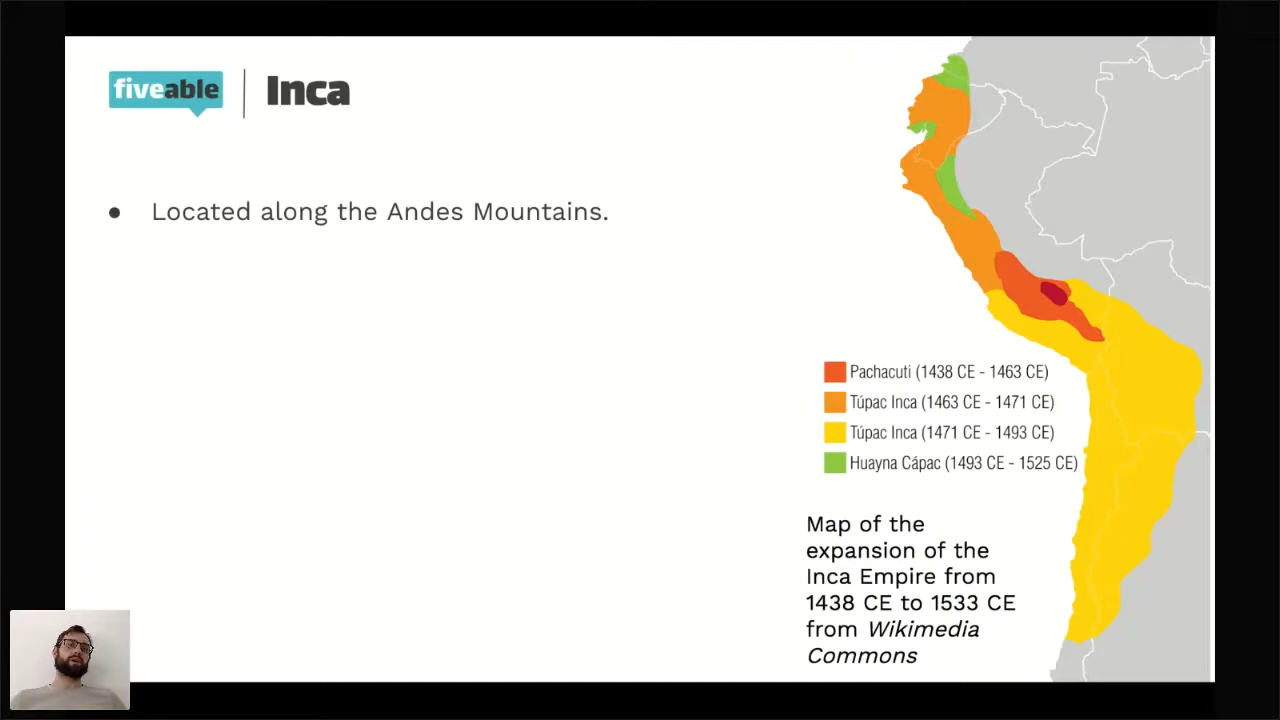 fiveable | Inca
● Located along the Andes Mountains.
Pachacuti (1438 CE - 1463 CE)
Túpac Inca (1463 CE - 1471 CE)
Túpac Inca (1471 CE - 1493 CE)
Huayna Cápac (1493 CE - 1525 CE)
Map of the
expansion of the
Inca Empire from
1438 CE to 1533 CE
from Wikimedia
Commons